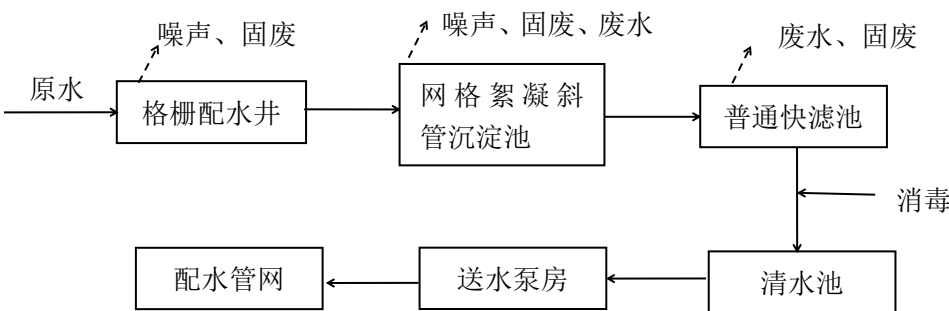 噪声、固废
噪声、固废、废水
废水、固废
原水
格栅配水井
网格絮凝斜
管沉淀池
普通快滤池
消毒
配水管网
送水泵房
清水池